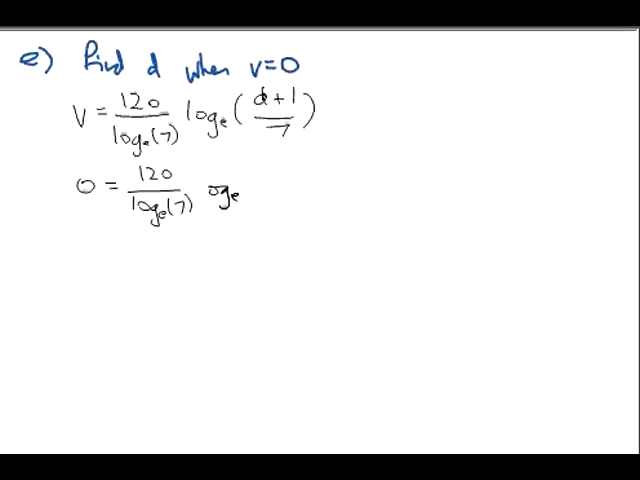 e) Find d when v=0
V = 120/logₑ(7) logₑ( d+1/7 )
0 = 120/logₑ(7) ogₑ